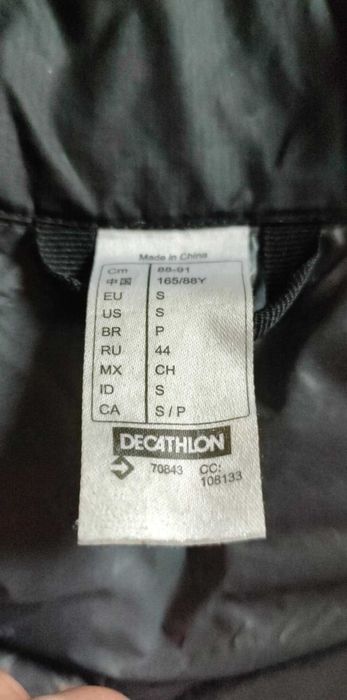 Made in China
Cm 88-91
中国 165/88Y
EU S
US S
BR P
RU 44
MX CH
ID S
CA S / P
DECATHLON
70843 CC:
108133